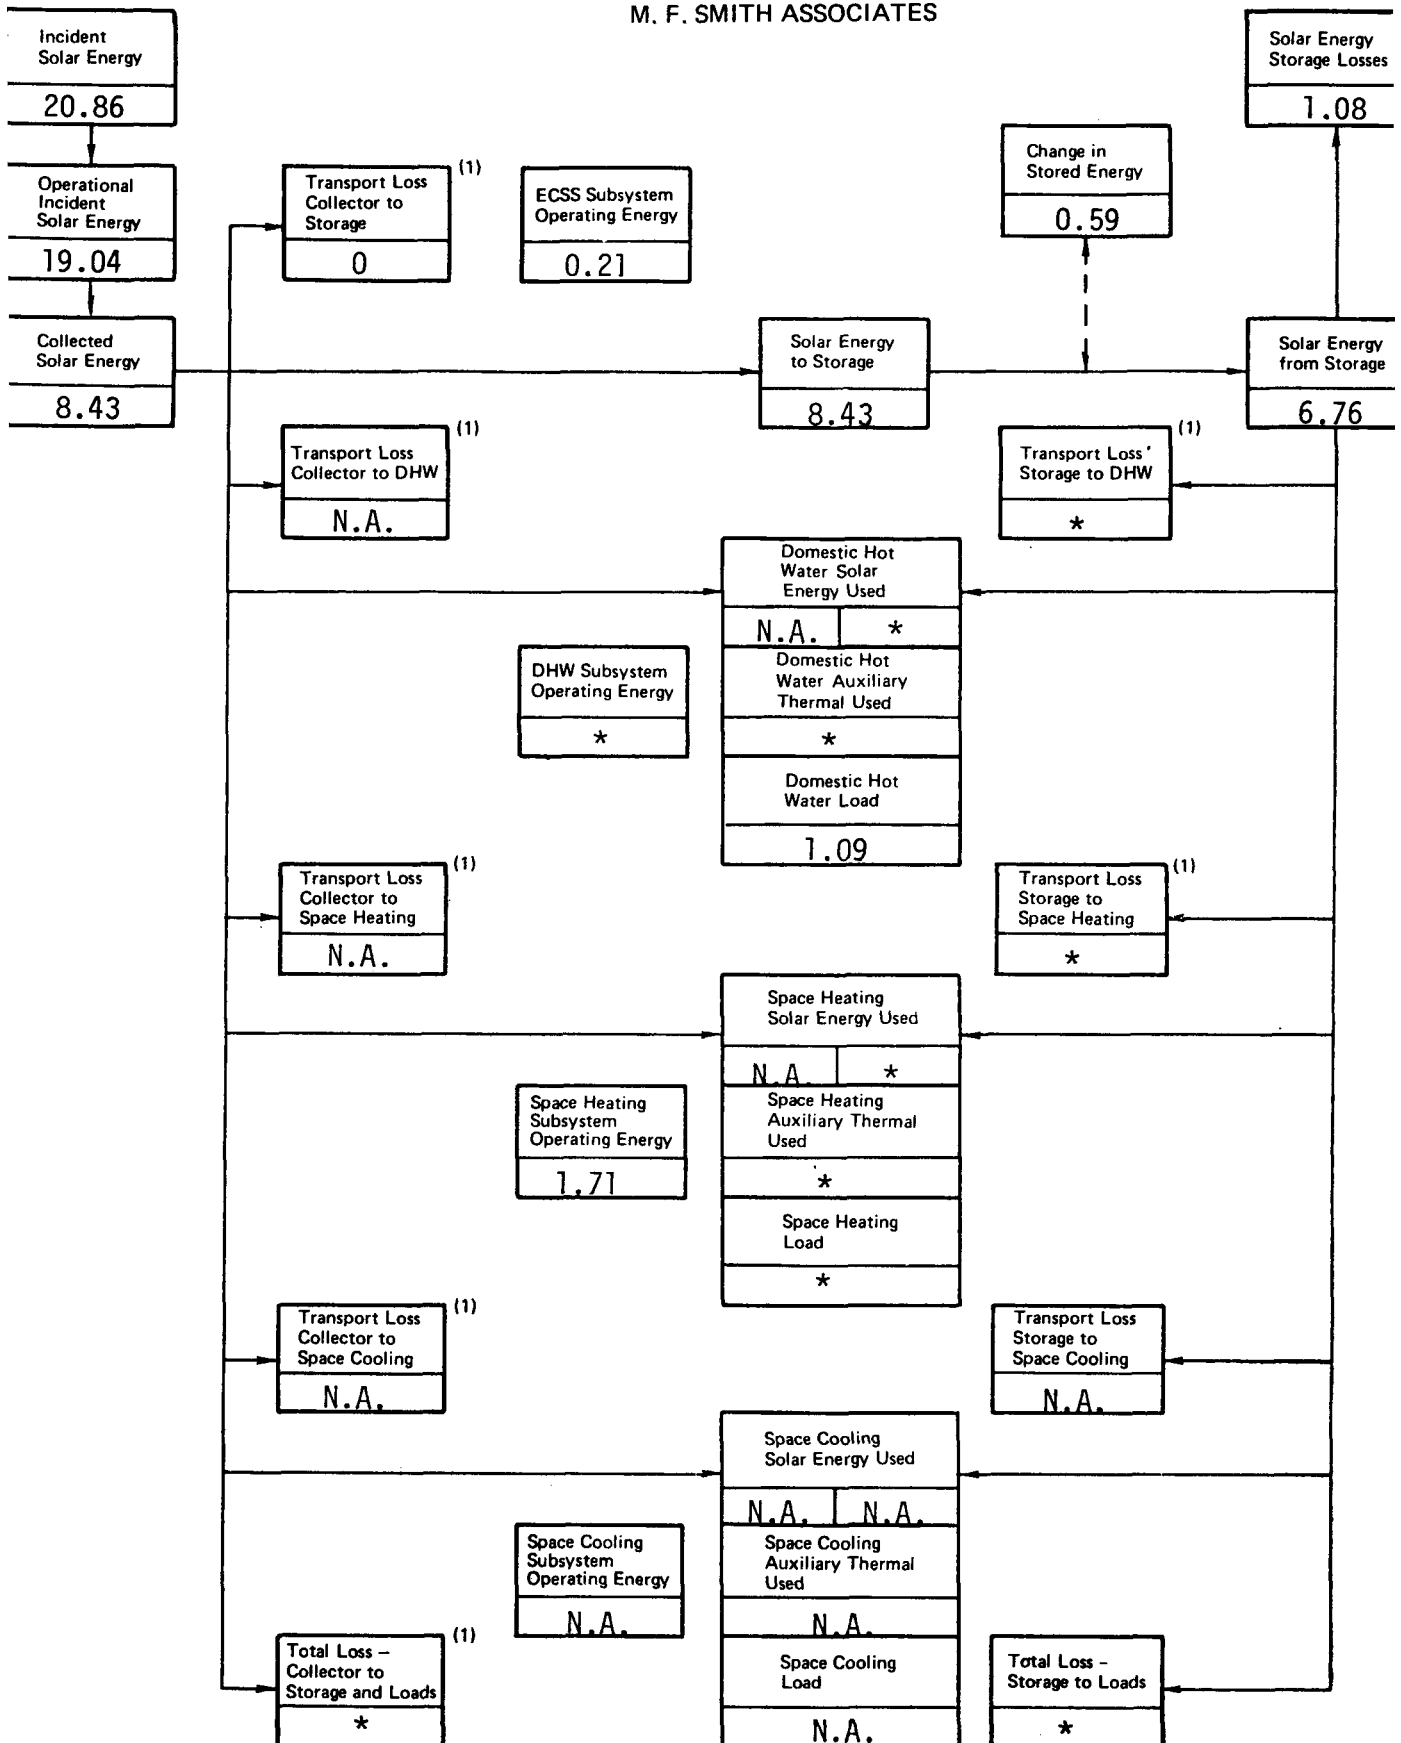 M. F. SMITH ASSOCIATES
Incident
Solar Energy
20.86
Solar Energy
Storage Losses
1.08
Operational
Incident
Solar Energy
19.04
Transport Loss
Collector to
Storage
0
(1)
ECSS Subsystem
Operating Energy
0.21
Change in
Stored Energy
0.59
Collected
Solar Energy
8.43
Solar Energy
to Storage
8.43
Solar Energy
from Storage
6.76
Transport Loss
Collector to DHW
N.A.
(1)
Transport Loss
Storage to DHW
*
(1)
Domestic Hot
Water Solar
Energy Used
N.A. *
DHW Subsystem
Operating Energy
*
Domestic Hot
Water Auxiliary
Thermal Used
*
Domestic Hot
Water Load
1.09
Transport Loss
Collector to
Space Heating
N.A.
(1)
Transport Loss
Storage to
Space Heating
*
(1)
Space Heating
Solar Energy Used
N.A. *
Space Heating
Subsystem
Operating Energy
1.71
Space Heating
Auxiliary Thermal
Used
*
Space Heating
Load
*
Transport Loss
Collector to
Space Cooling
N.A.
(1)
Transport Loss
Storage to
Space Cooling
N.A.
Space Cooling
Solar Energy Used
N.A. N.A.
Space Cooling
Subsystem
Operating Energy
N.A.
Space Cooling
Auxiliary Thermal
Used
N.A.
Total Loss –
Collector to
Storage and Loads
*
(1)
Space Cooling
Load
N.A.
Total Loss –
Storage to Loads
*